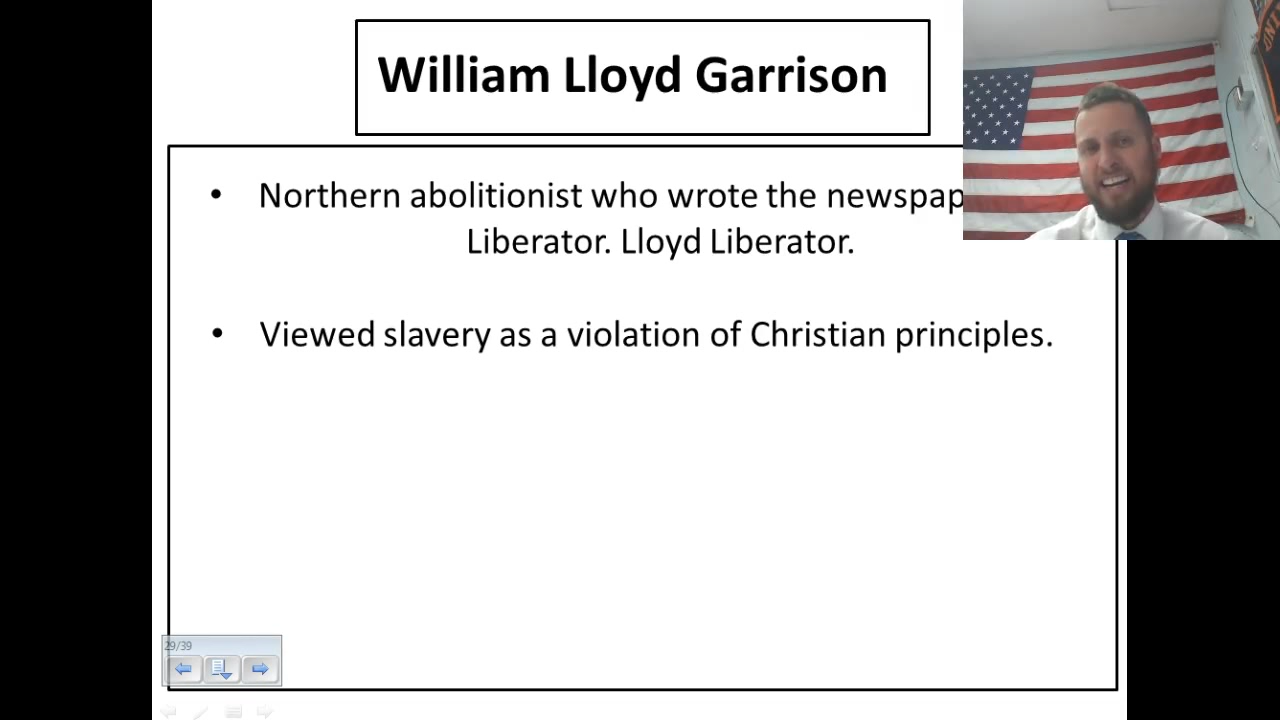 William Lloyd Garrison
• Northern abolitionist who wrote the newspap
Liberator. Lloyd Liberator.
• Viewed slavery as a violation of Christian principles.
29/39